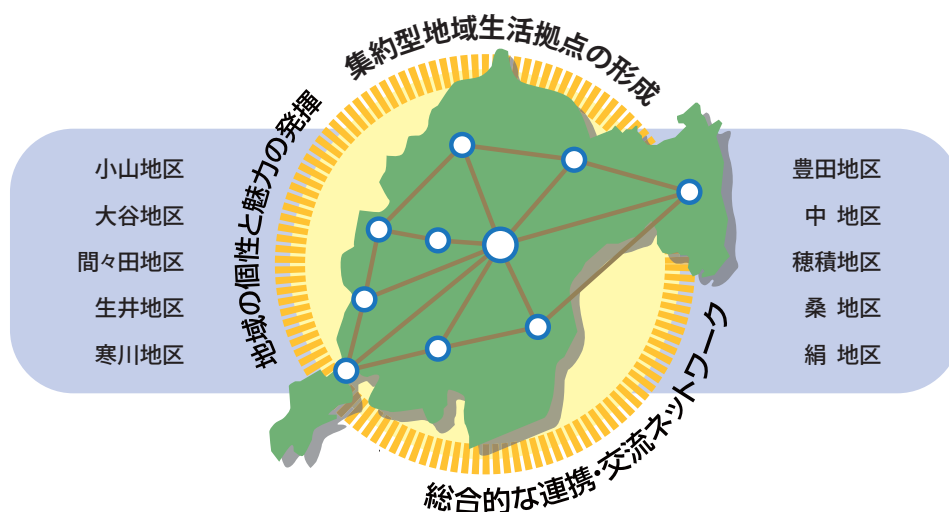 集約型地域生活拠点の形成
地域の個性と魅力の発揮
小山地区
大谷地区
間々田地区
生井地区
寒川地区
豊田地区
中 地区
穂積地区
桑 地区
絹 地区
総合的な連携・交流ネットワーク